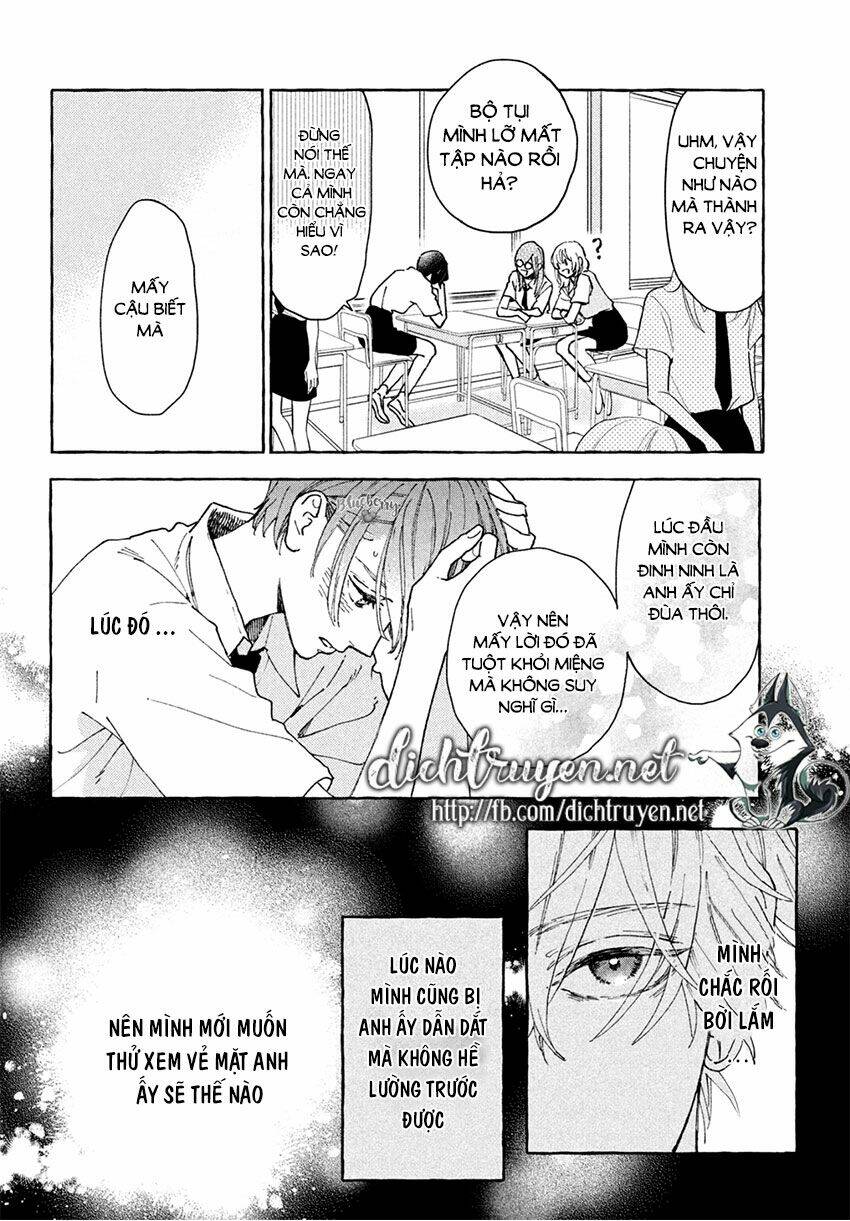 UHM, VẬY
CHUYỆN
NHƯ NÀO
MÀ THÀNH
RA VẬY?
BỘ TỤI
MÌNH LỠ MẤT
TẬP NÀO RỒI
HẢ?
?
ĐỪNG
NÓI THẾ
MÀ. NGAY
CẢ MÌNH
CÒN CHẲNG
HIỂU VÌ
SAO!
MẤY
CẬU BIẾT
MÀ
LÚC ĐẦU
MÌNH CÒN
ĐINH NINH LÀ
ANH ẤY CHỈ
ĐÙA THÔI.
VẬY NÊN
MẤY LỜI ĐÓ ĐÃ
TUỘT KHỎI MIỆNG
MÀ KHÔNG SUY
NGHĨ GÌ...
Blueberry
LÚC ĐÓ ...
dichtruyen.net
http://fb.com/dichtruyen.net
MÌNH
CHẮC RỐI
BỜI LẮM
....
LÚC NÀO
MÌNH CŨNG BỊ
ANH ẤY DẪN DẮT
MÀ KHÔNG HỀ
LƯỜNG TRƯỚC
ĐƯỢC
NÊN MÌNH MỚI MUỐN
THỬ XEM VẺ MẶT ANH
ẤY SẼ THẾ NÀO